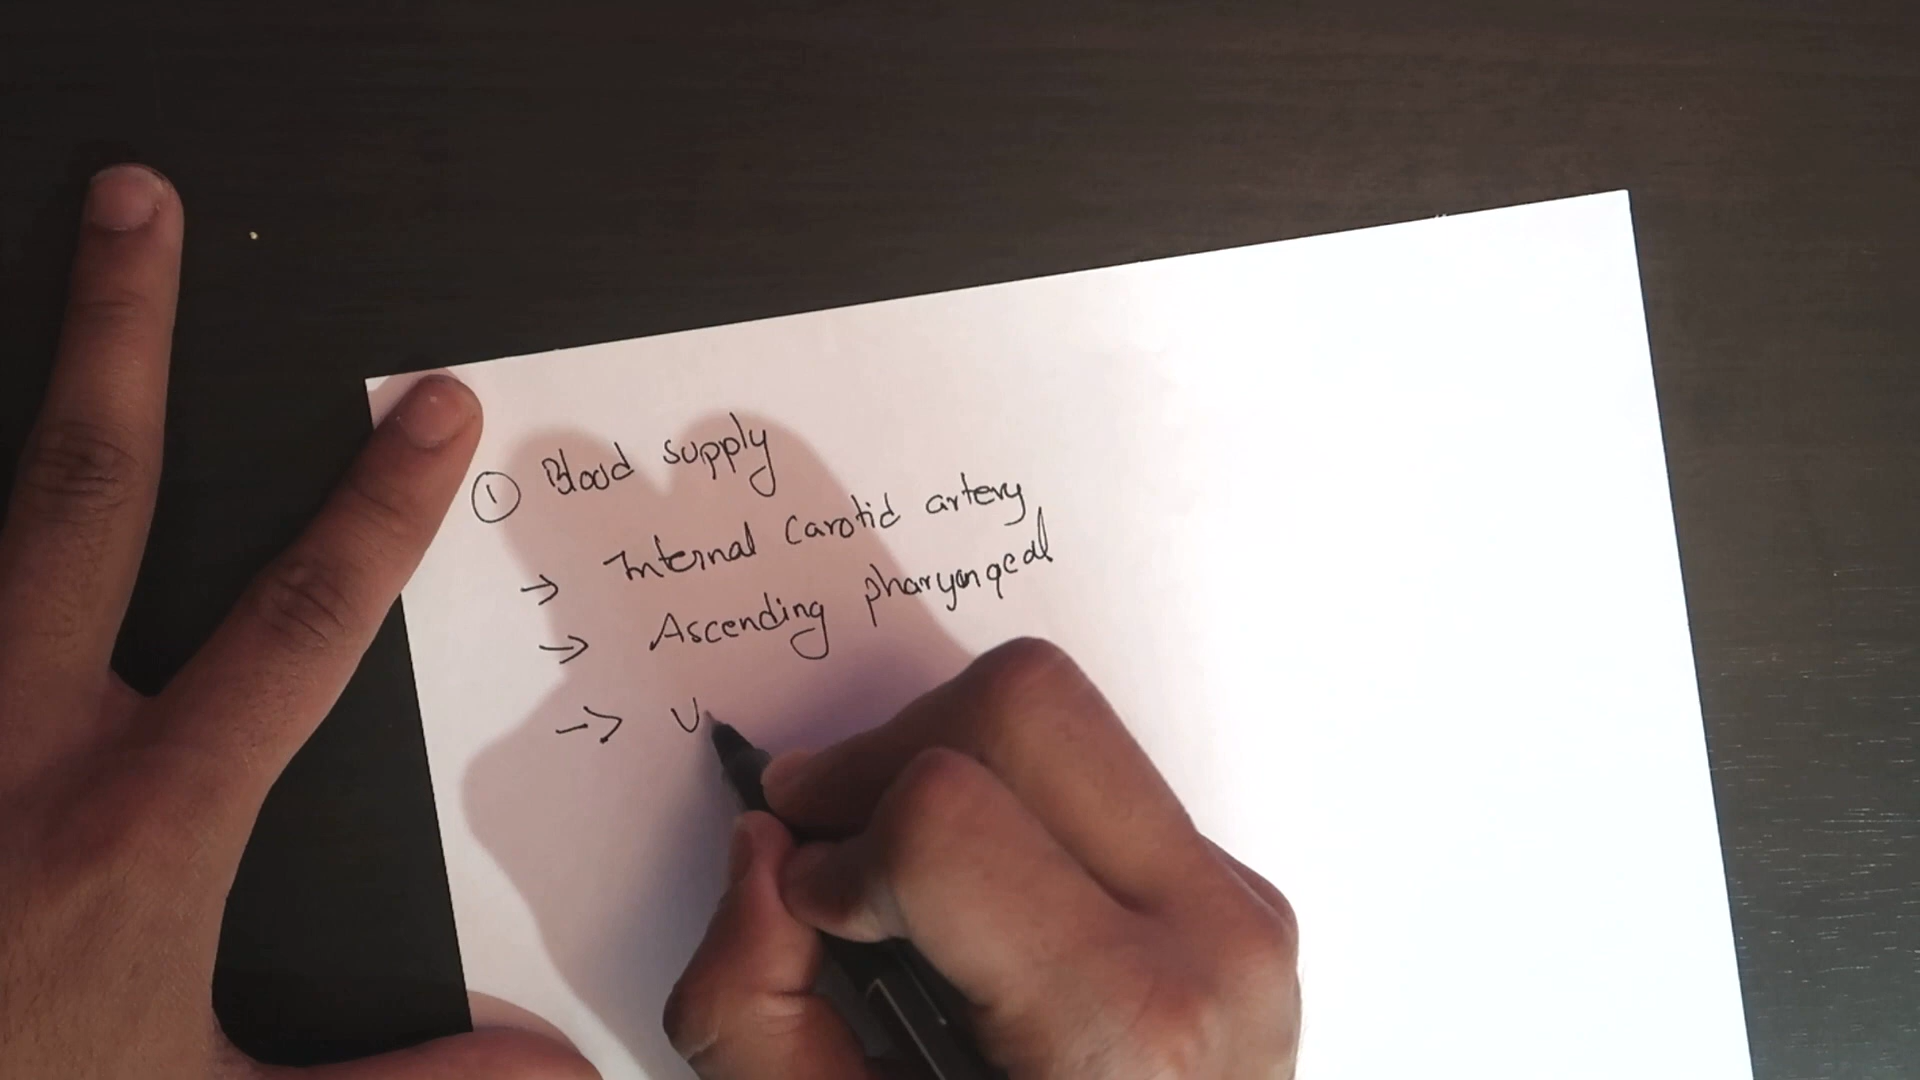 ① Blood supply
→ Internal Carotid artery
→ Ascending pharyngeal
→ V